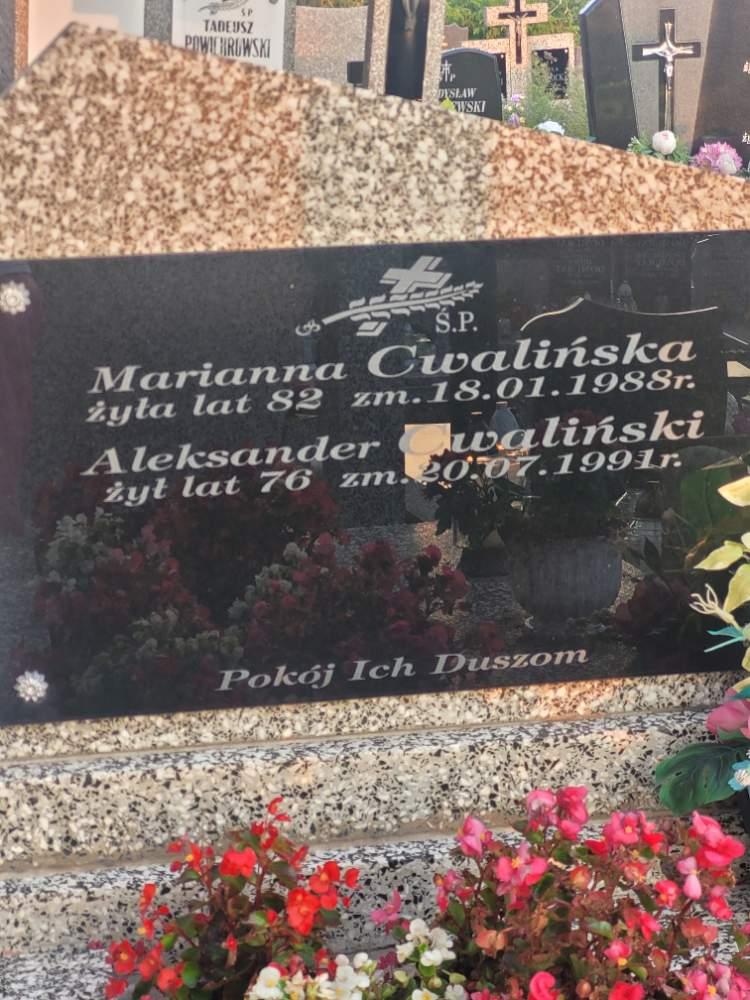 Ś.P.
TADEUSZ
POWICHROWSKI
Ś.P.
Marianna Cwalińska
żyła lat 82 zm.18.01.1988r.
Aleksander Cwaliński
żył lat 76 zm.20.07.1991r.
Pokój Ich Duszom